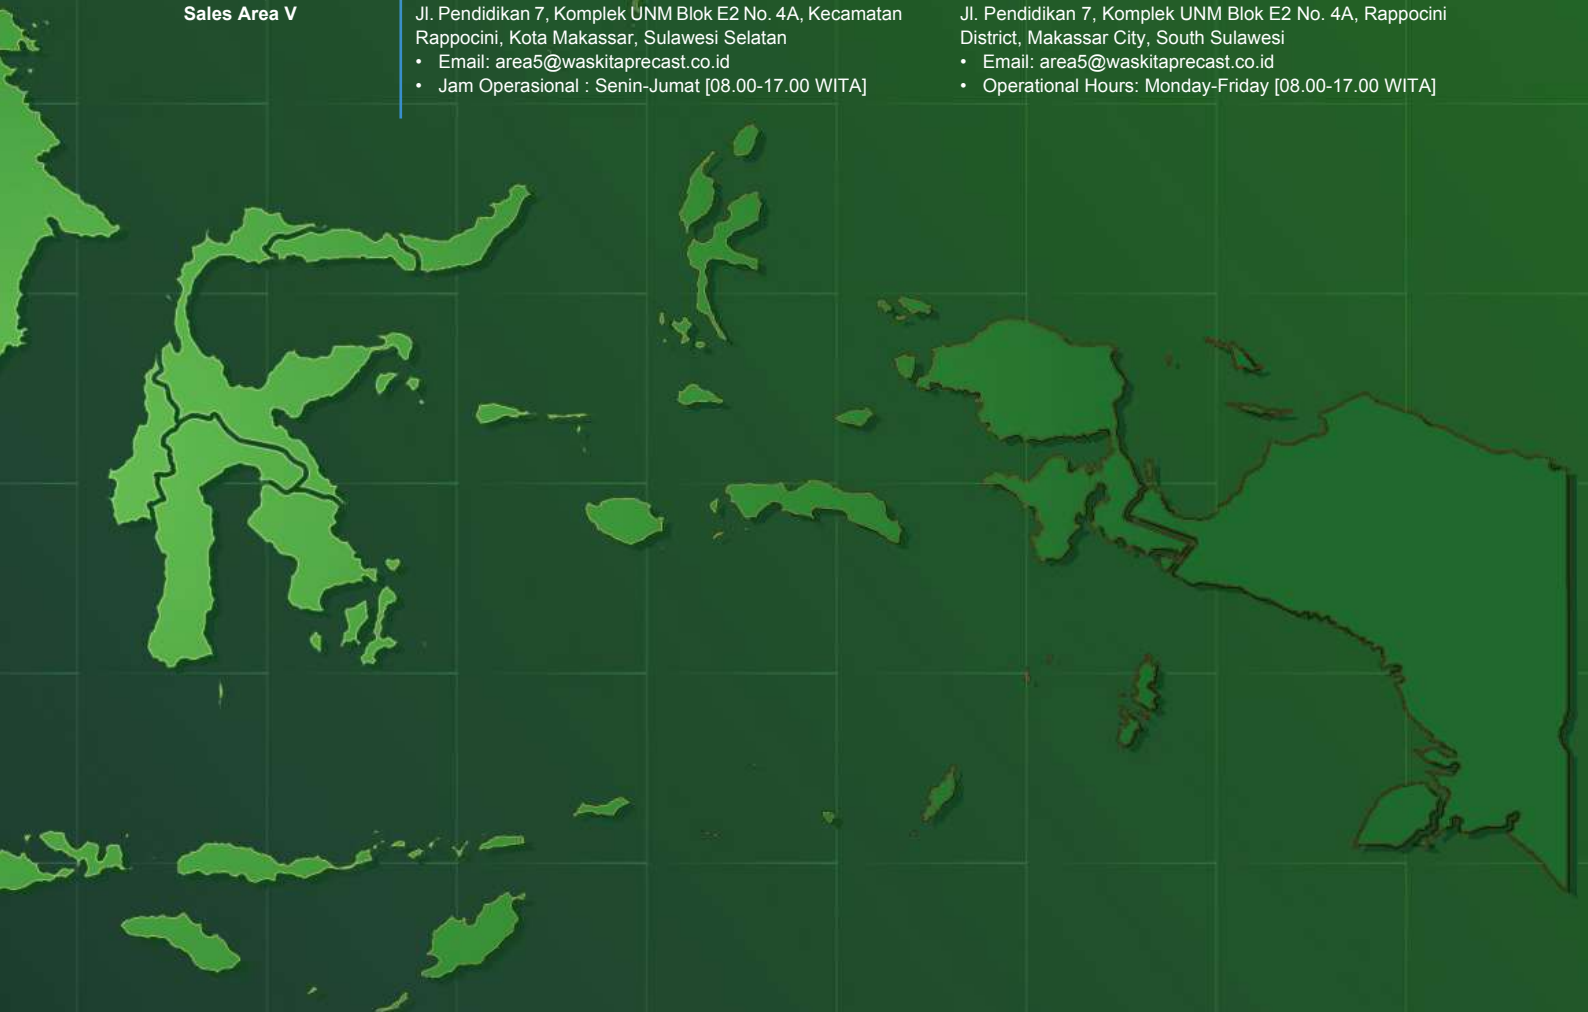 Sales Area V
Jl. Pendidikan 7, Komplek UNM Blok E2 No. 4A, Kecamatan
Rappocini, Kota Makassar, Sulawesi Selatan
• Email: area5@waskitaprecast.co.id
• Jam Operasional : Senin-Jumat [08.00-17.00 WITA]
Jl. Pendidikan 7, Komplek UNM Blok E2 No. 4A, Rappocini
District, Makassar City, South Sulawesi
• Email: area5@waskitaprecast.co.id
• Operational Hours: Monday-Friday [08.00-17.00 WITA]